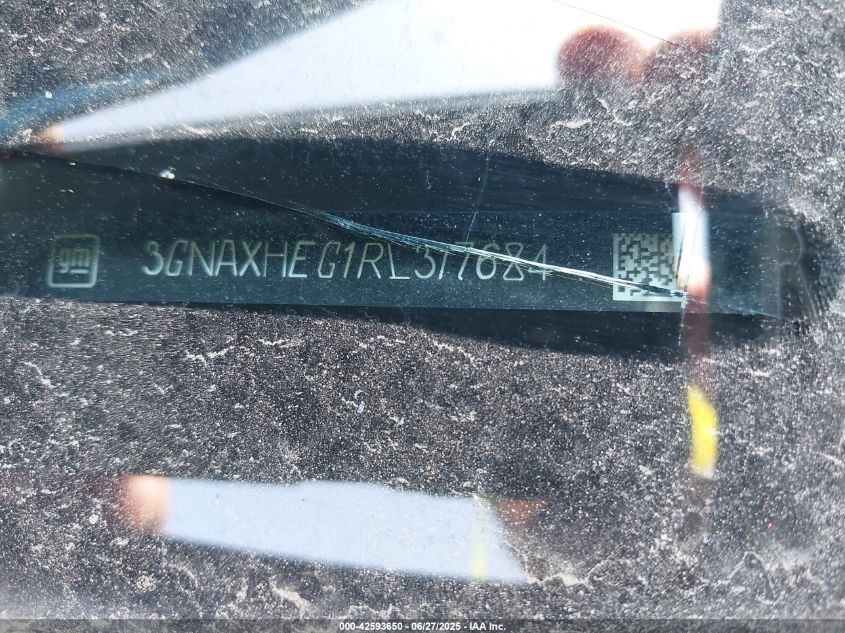 gm 3GNAXHEG1RL317684 R
000-42593650 - 06/27/2025 - IAA Inc.